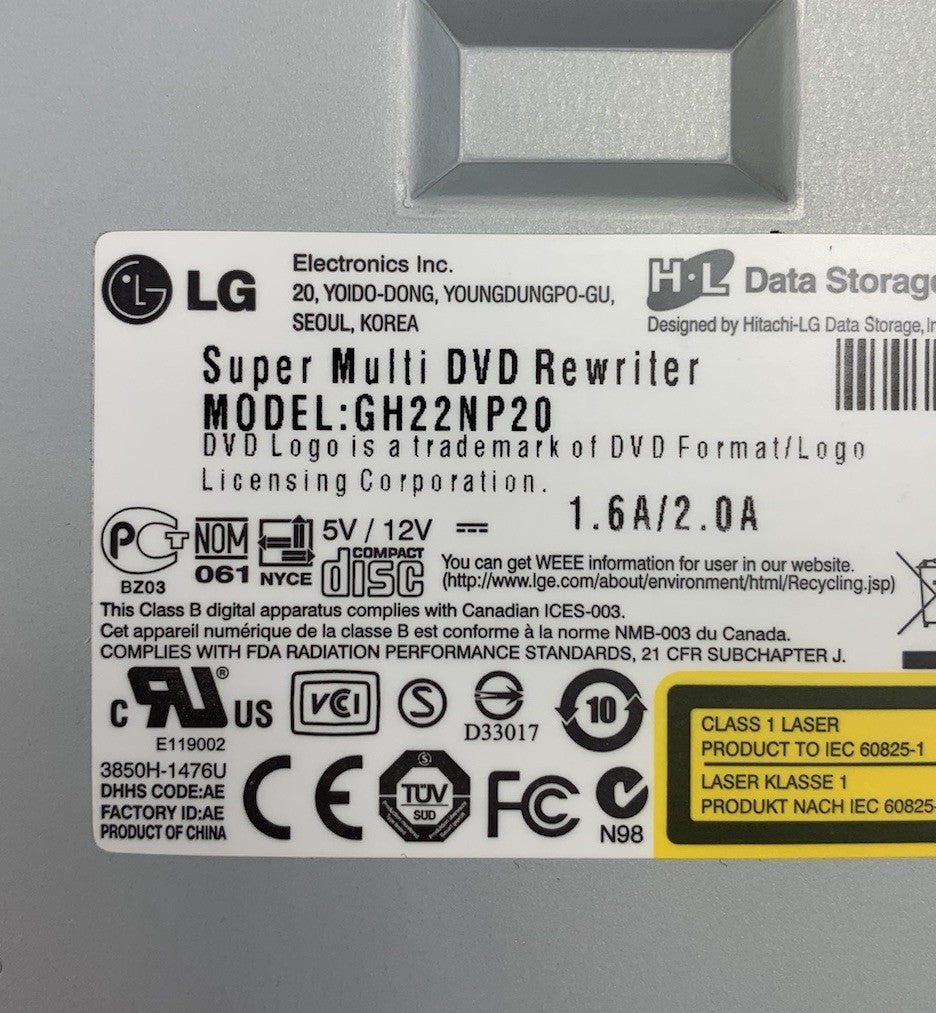 LG
Electronics Inc.
20, YOIDO-DONG, YOUNGDUNGPO-GU,
SEOUL, KOREA
H·L Data Storage
Designed by Hitachi-LG Data Storage, In
Super Multi DVD Rewriter
MODEL:GH22NP20
DVD Logo is a trademark of DVD Format/Logo
Licensing Corporation.
1.6A/2.0A
5V / 12V
PCT
BZ03
NOM
061
NYCE
COMPACT
disc
You can get WEEE information for user in our website.
(http://www.lge.com/about/environment/html/Recycling.jsp)
This Class B digital apparatus complies with Canadian ICES-003.
Cet appareil numérique de la classe B est conforme à la norme NMB-003 du Canada.
COMPLIES WITH FDA RADIATION PERFORMANCE STANDARDS, 21 CFR SUBCHAPTER J.
C RU® US
E119002
VCI
S
D33017
10
3850H-1476U
DHHS CODE:AE
FACTORY ID:AE
PRODUCT OF CHINA
CE
S
TÜV
SUD
FC
N98
CLASS 1 LASER
PRODUCT TO IEC 60825-1
LASER KLASSE 1
PRODUKT NACH IEC 60825-